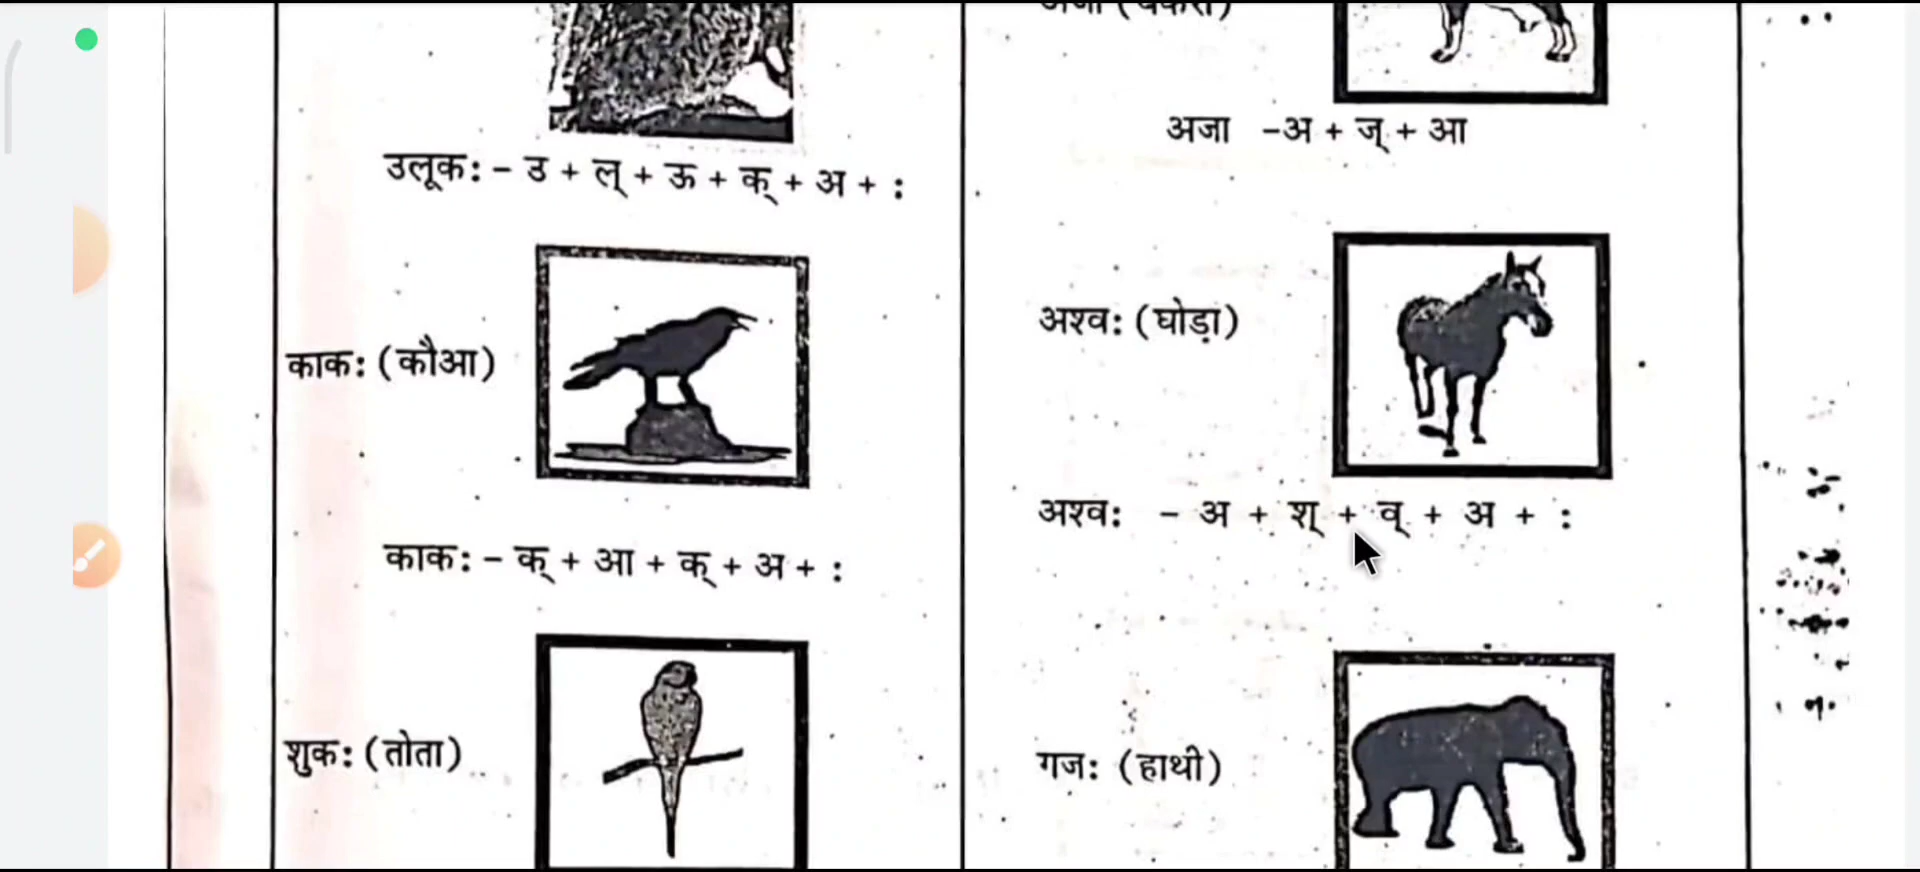 उलूक: - उ + ल् + ऊ + क् + अ + :
काक: (कौआ)
काक: - क् + आ + क् + अ + :
शुक: (तोता)
अजा -अ + ज् + आ
अश्व: (घोड़ा)
अश्व: - अ + श् + व् + अ + :
गज: (हाथी)